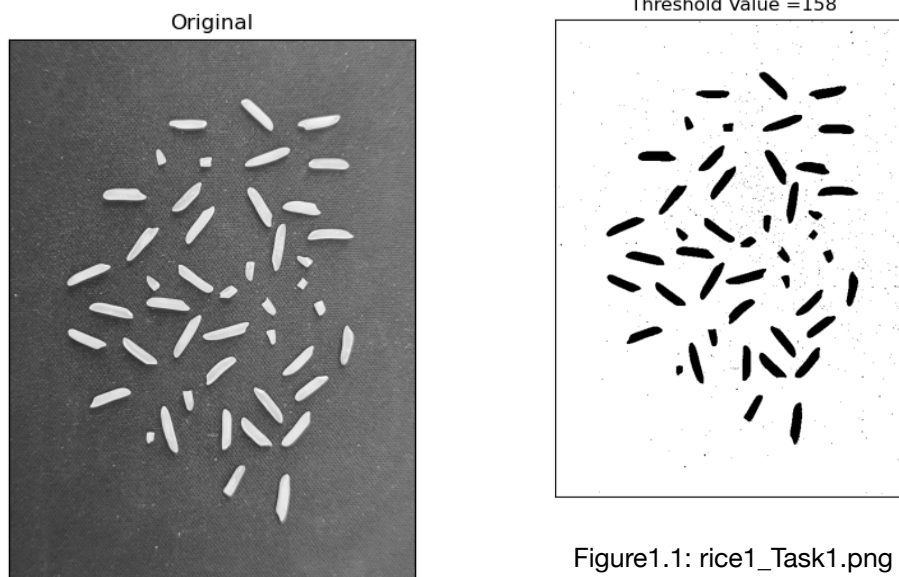 Original
Threshold Value =158
Figure1.1: rice1_Task1.png